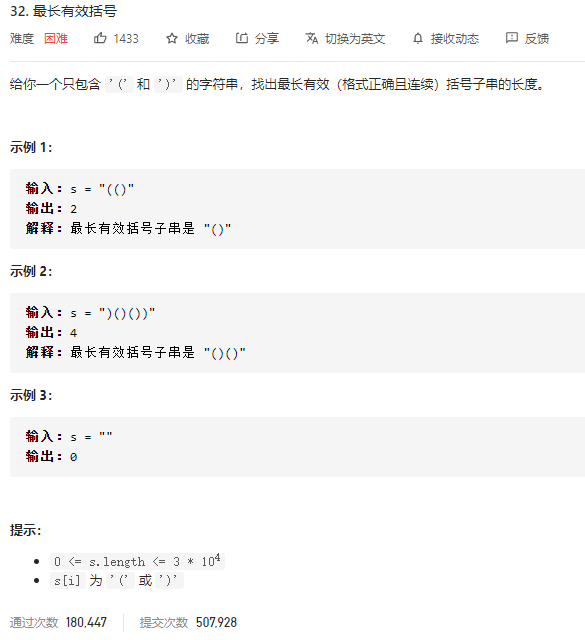 32. 最长有效括号
难度 困难 1433 收藏 分享 切换为英文 接收动态 反馈
给你一个只包含 '(' 和 ')' 的字符串，找出最长有效（格式正确且连续）括号子串的长度。
示例 1：
输入：s = "(()"
输出：2
解释：最长有效括号子串是 "()"
示例 2：
输入：s = ")()())"
输出：4
解释：最长有效括号子串是 "()()"
示例 3：
输入：s = ""
输出：0
提示：
0 <= s.length <= 3 * 10⁴
s[i] 为 '(' 或 ')'
通过次数 180,447 提交次数 507,928